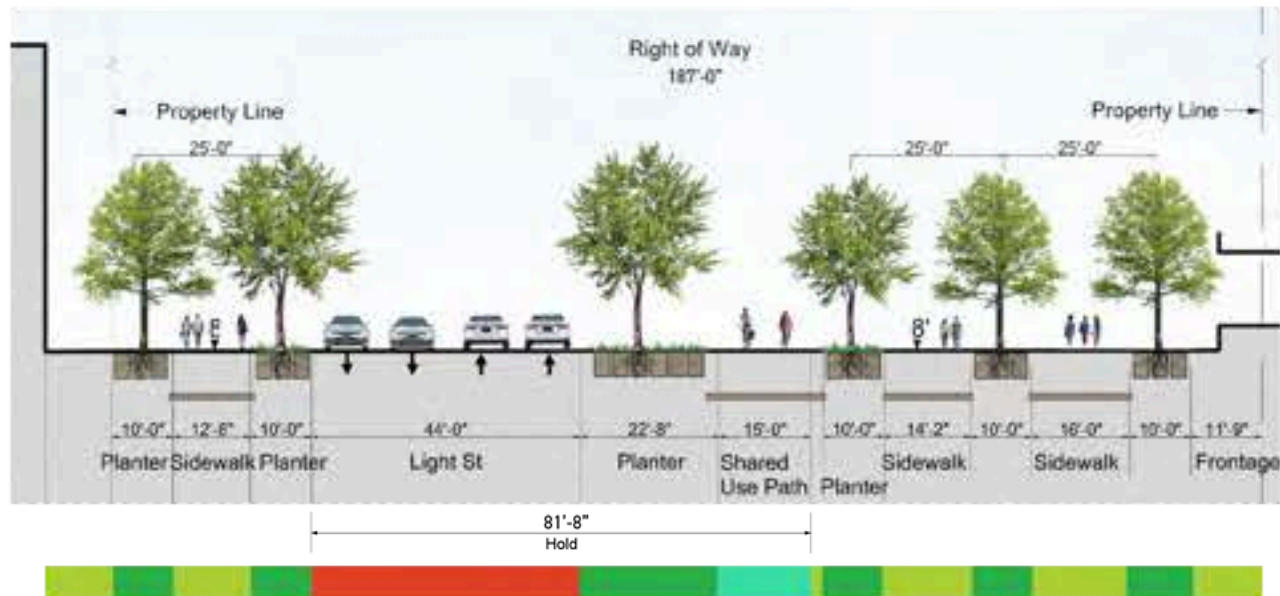 Right of Way
187'-0"
Property Line
Property Line
25'-0"
25'-0"
25'-0"
8'
10'-0" 12'-6" 10'-0" 44'-0" 22'-8" 15'-0" 10'-0" 14'-2" 10'-0" 16'-0" 10'-0" 11'-9"
Planter Sidewalk Planter Light St Planter Shared Sidewalk Sidewalk Frontage
Use Path Planter
81'-8"
Hold